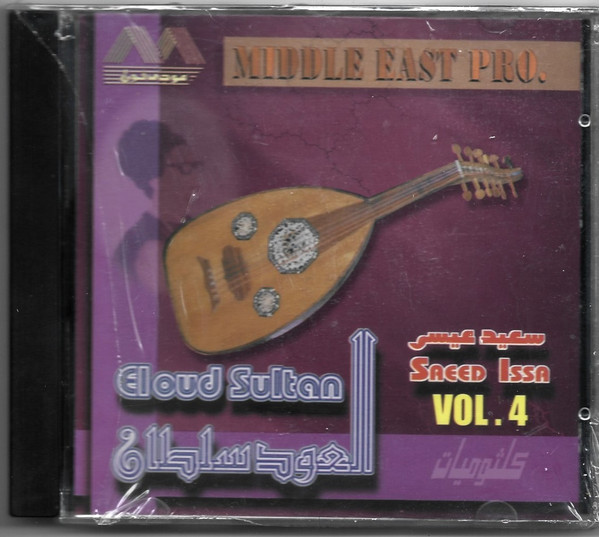 MIDDLE EAST PRO.
سعيد عيسى
SAEED ISSA
VOL. 4
El oud Sultan
العود سلطان
كلثوميات